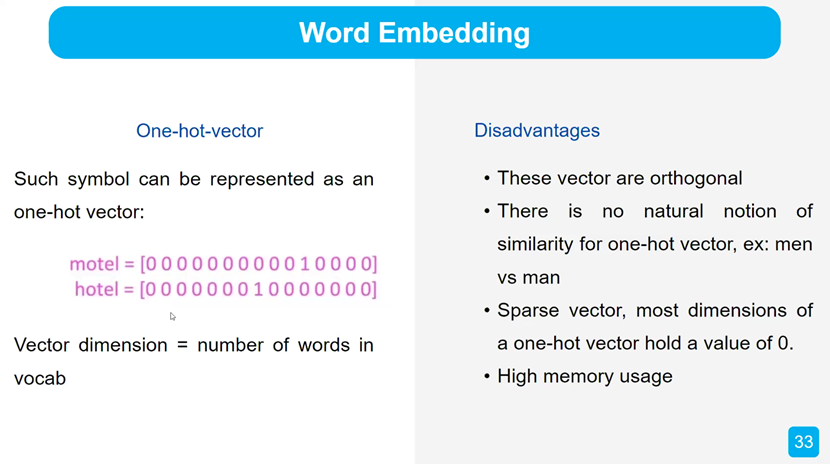 Word Embedding
One-hot-vector
Such symbol can be represented as an
one-hot vector:
motel = [0 0 0 0 0 0 0 0 0 0 1 0 0 0 0]
hotel = [0 0 0 0 0 0 0 1 0 0 0 0 0 0 0]
Vector dimension = number of words in
vocab
Disadvantages
• These vector are orthogonal
• There is no natural notion of
similarity for one-hot vector, ex: men
vs man
• Sparse vector, most dimensions of
a one-hot vector hold a value of 0.
• High memory usage
33